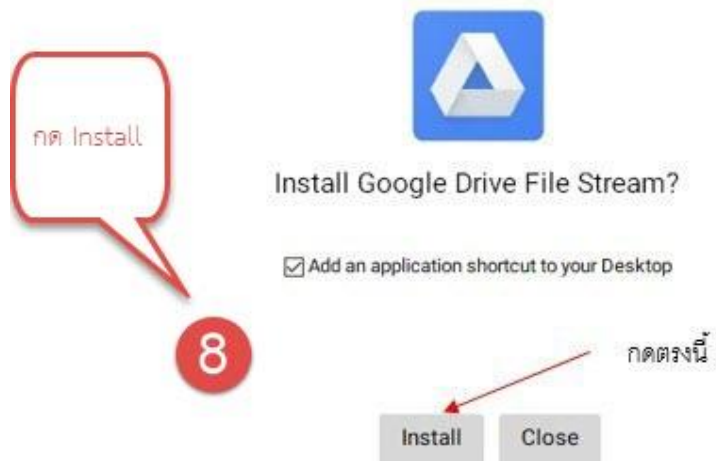 กด Install
Install Google Drive File Stream?
Add an application shortcut to your Desktop
8
กดตรงนี้
Install
Close